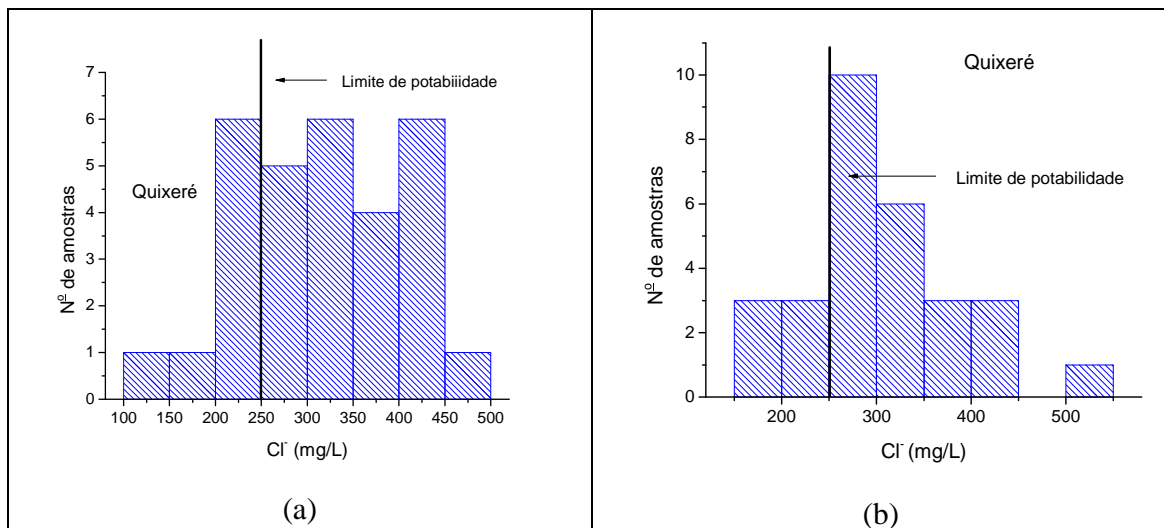 7
6
5
4
3
2
1
0
Nº de amostras
Limite de potabiiidade
Quixeré
100 150 200 250 300 350 400 450 500
Cl⁻ (mg/L)
(a)
10
8
6
4
2
0
Nº de amostras
Quixeré
Limite de potabilidade
200 300 400 500
Cl⁻ (mg/L)
(b)